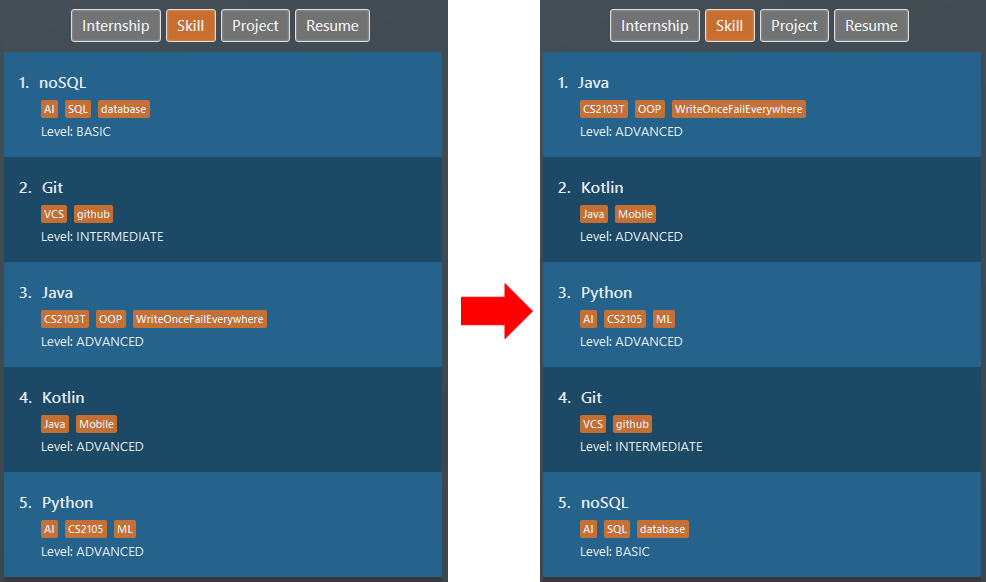 Internship Skill Project Resume
1. noSQL
AI SQL database
Level: BASIC
2. Git
VCS github
Level: INTERMEDIATE
3. Java
CS2103T OOP WriteOnceFailEverywhere
Level: ADVANCED
4. Kotlin
Java Mobile
Level: ADVANCED
5. Python
AI CS2105 ML
Level: ADVANCED
Internship Skill Project Resume
1. Java
CS2103T OOP WriteOnceFailEverywhere
Level: ADVANCED
2. Kotlin
Java Mobile
Level: ADVANCED
3. Python
AI CS2105 ML
Level: ADVANCED
4. Git
VCS github
Level: INTERMEDIATE
5. noSQL
AI SQL database
Level: BASIC